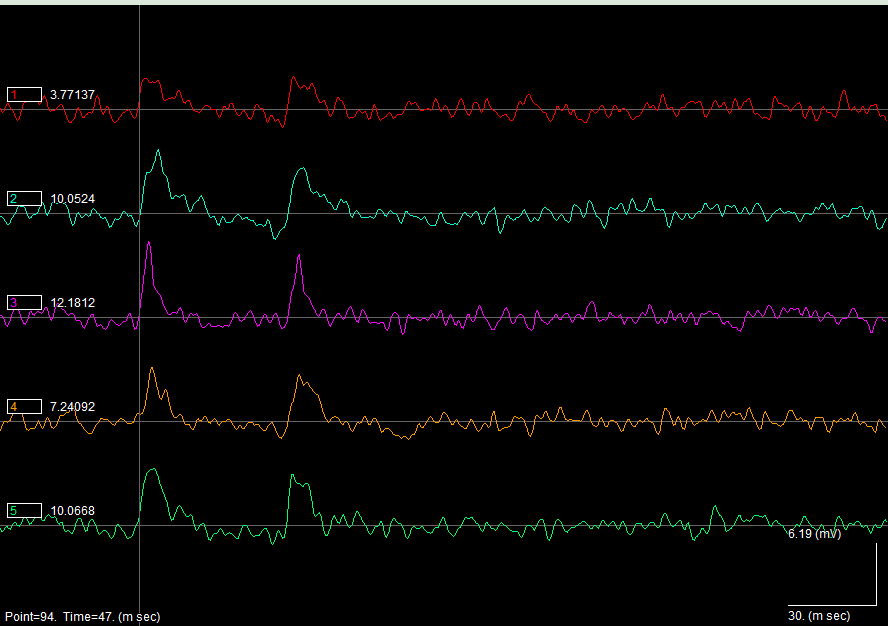 1 3.77137
2 10.0524
3 12.1812
4 7.24092
5 10.0668
6.19 (mV)
30. (m sec)
Point=94. Time=47. (m sec)